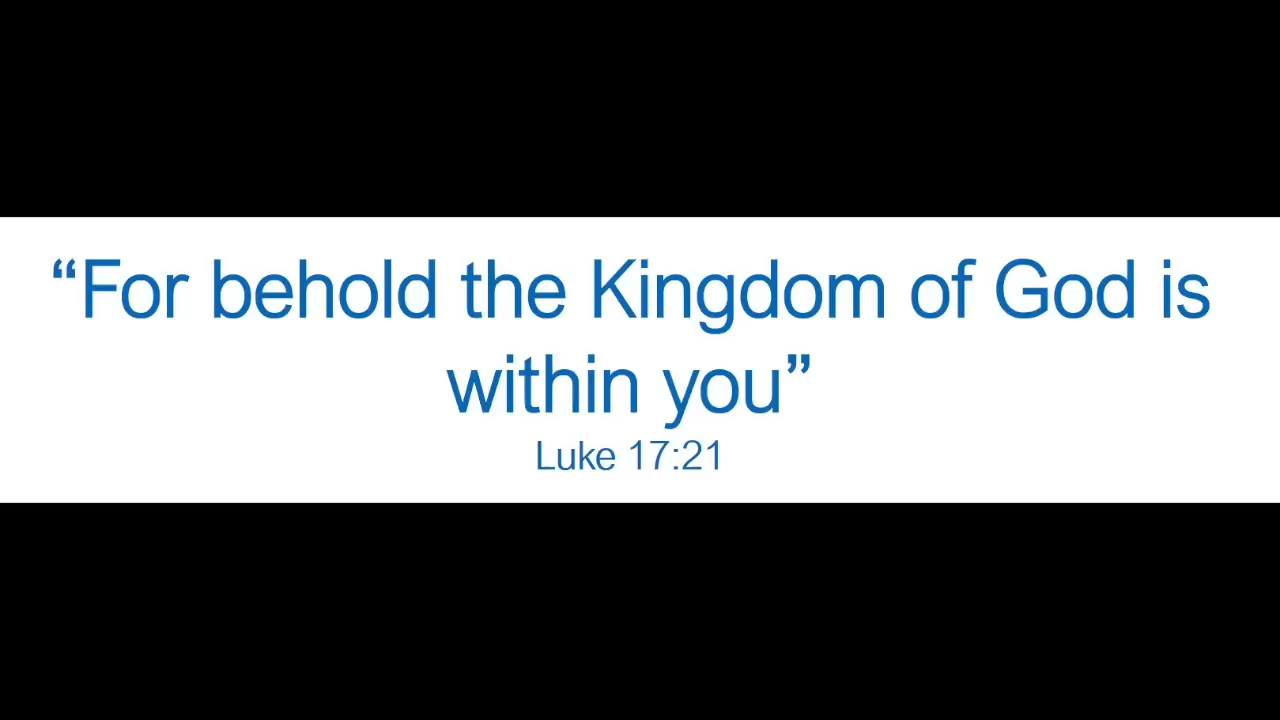 “For behold the Kingdom of God is
within you”
Luke 17:21